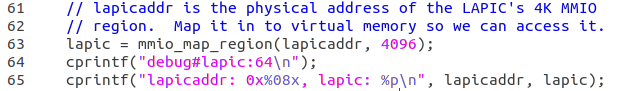 61 // lapicaddr is the physical address of the LAPIC's 4K MMIO
62 // region.  Map it in to virtual memory so we can access it.
63 lapic = mmio_map_region(lapicaddr, 4096);
64 cprintf("debug#lapic:64\n");
65 cprintf("lapicaddr: 0x%08x, lapic: %p\n", lapicaddr, lapic);